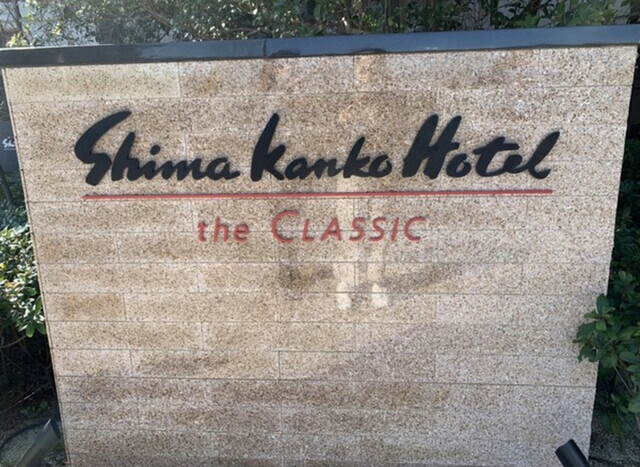 Shima Kanko Hotel
the CLASSIC